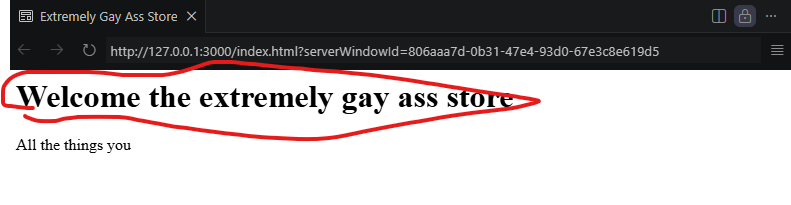 Extremely Gay Ass Store
http://127.0.0.1:3000/index.html?serverWindowId=806aaa7d-0b31-47e4-93d0-67e3c8e619d5
Welcome the extremely gay ass store
All the things you